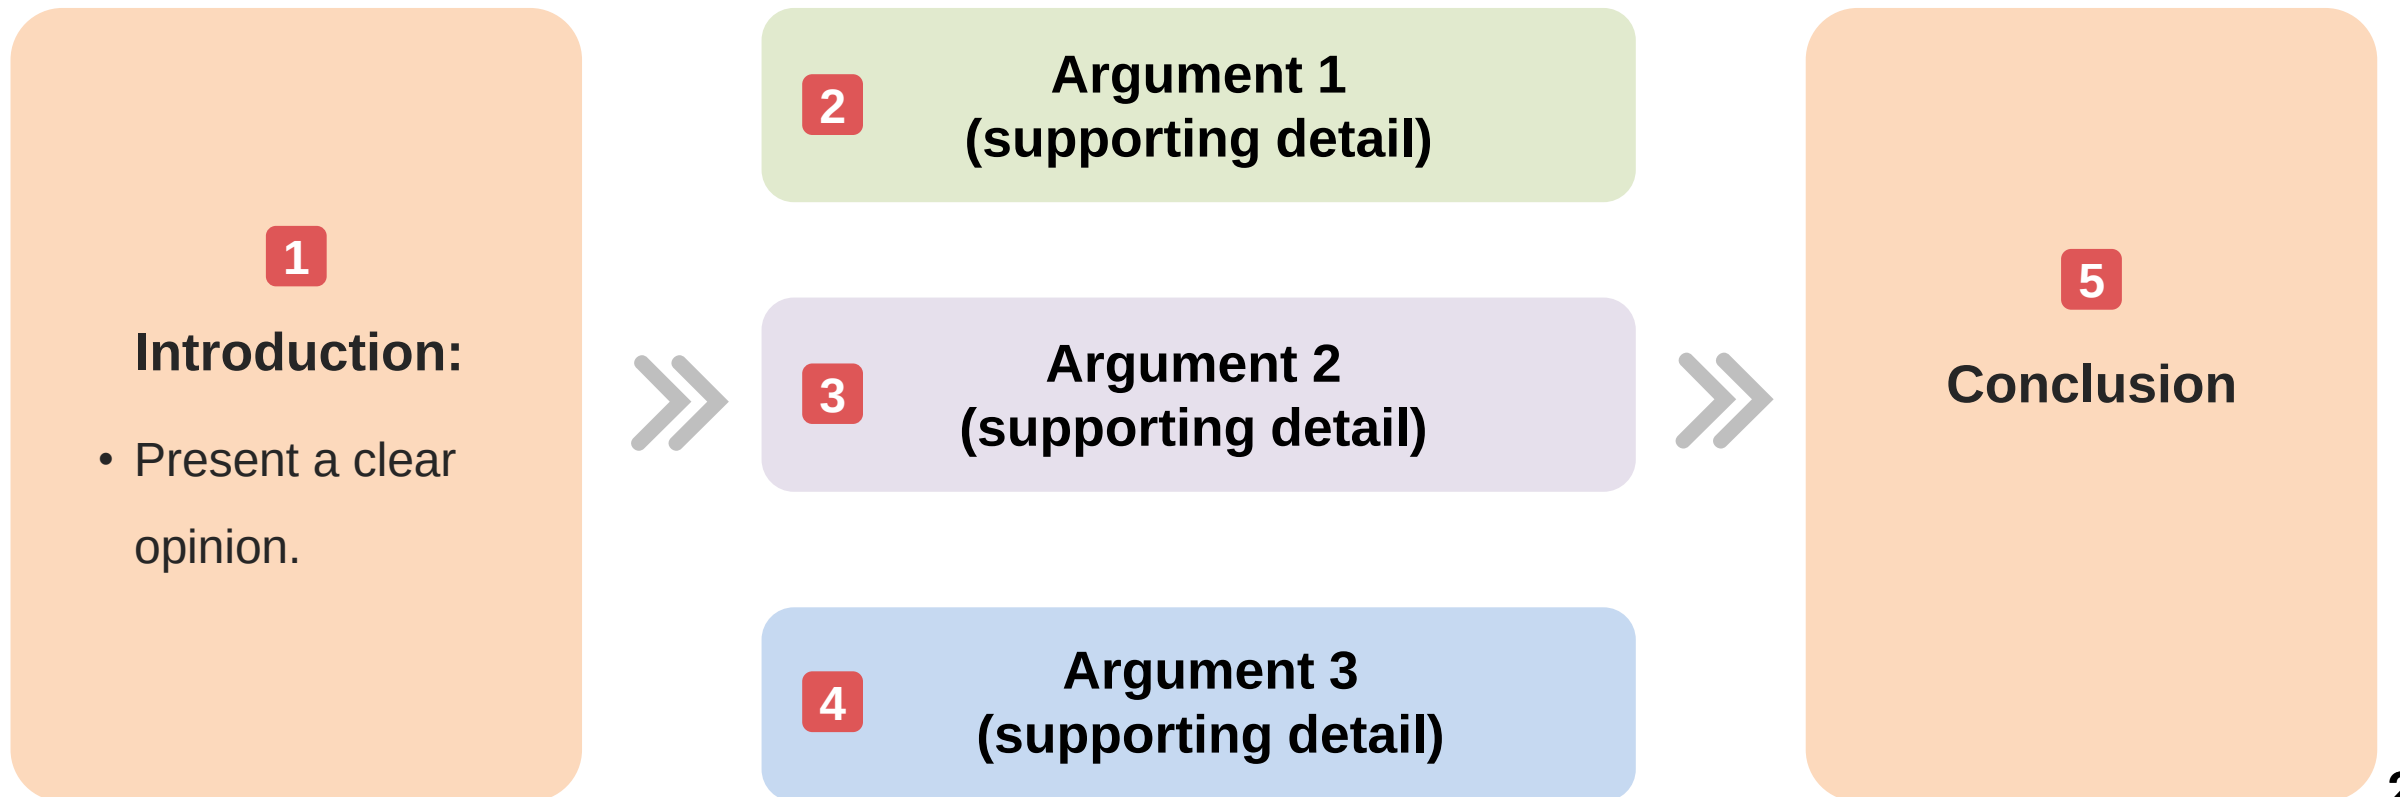 1
Introduction:
• Present a clear
opinion.
2
Argument 1
(supporting detail)
3
Argument 2
(supporting detail)
4
Argument 3
(supporting detail)
5
Conclusion